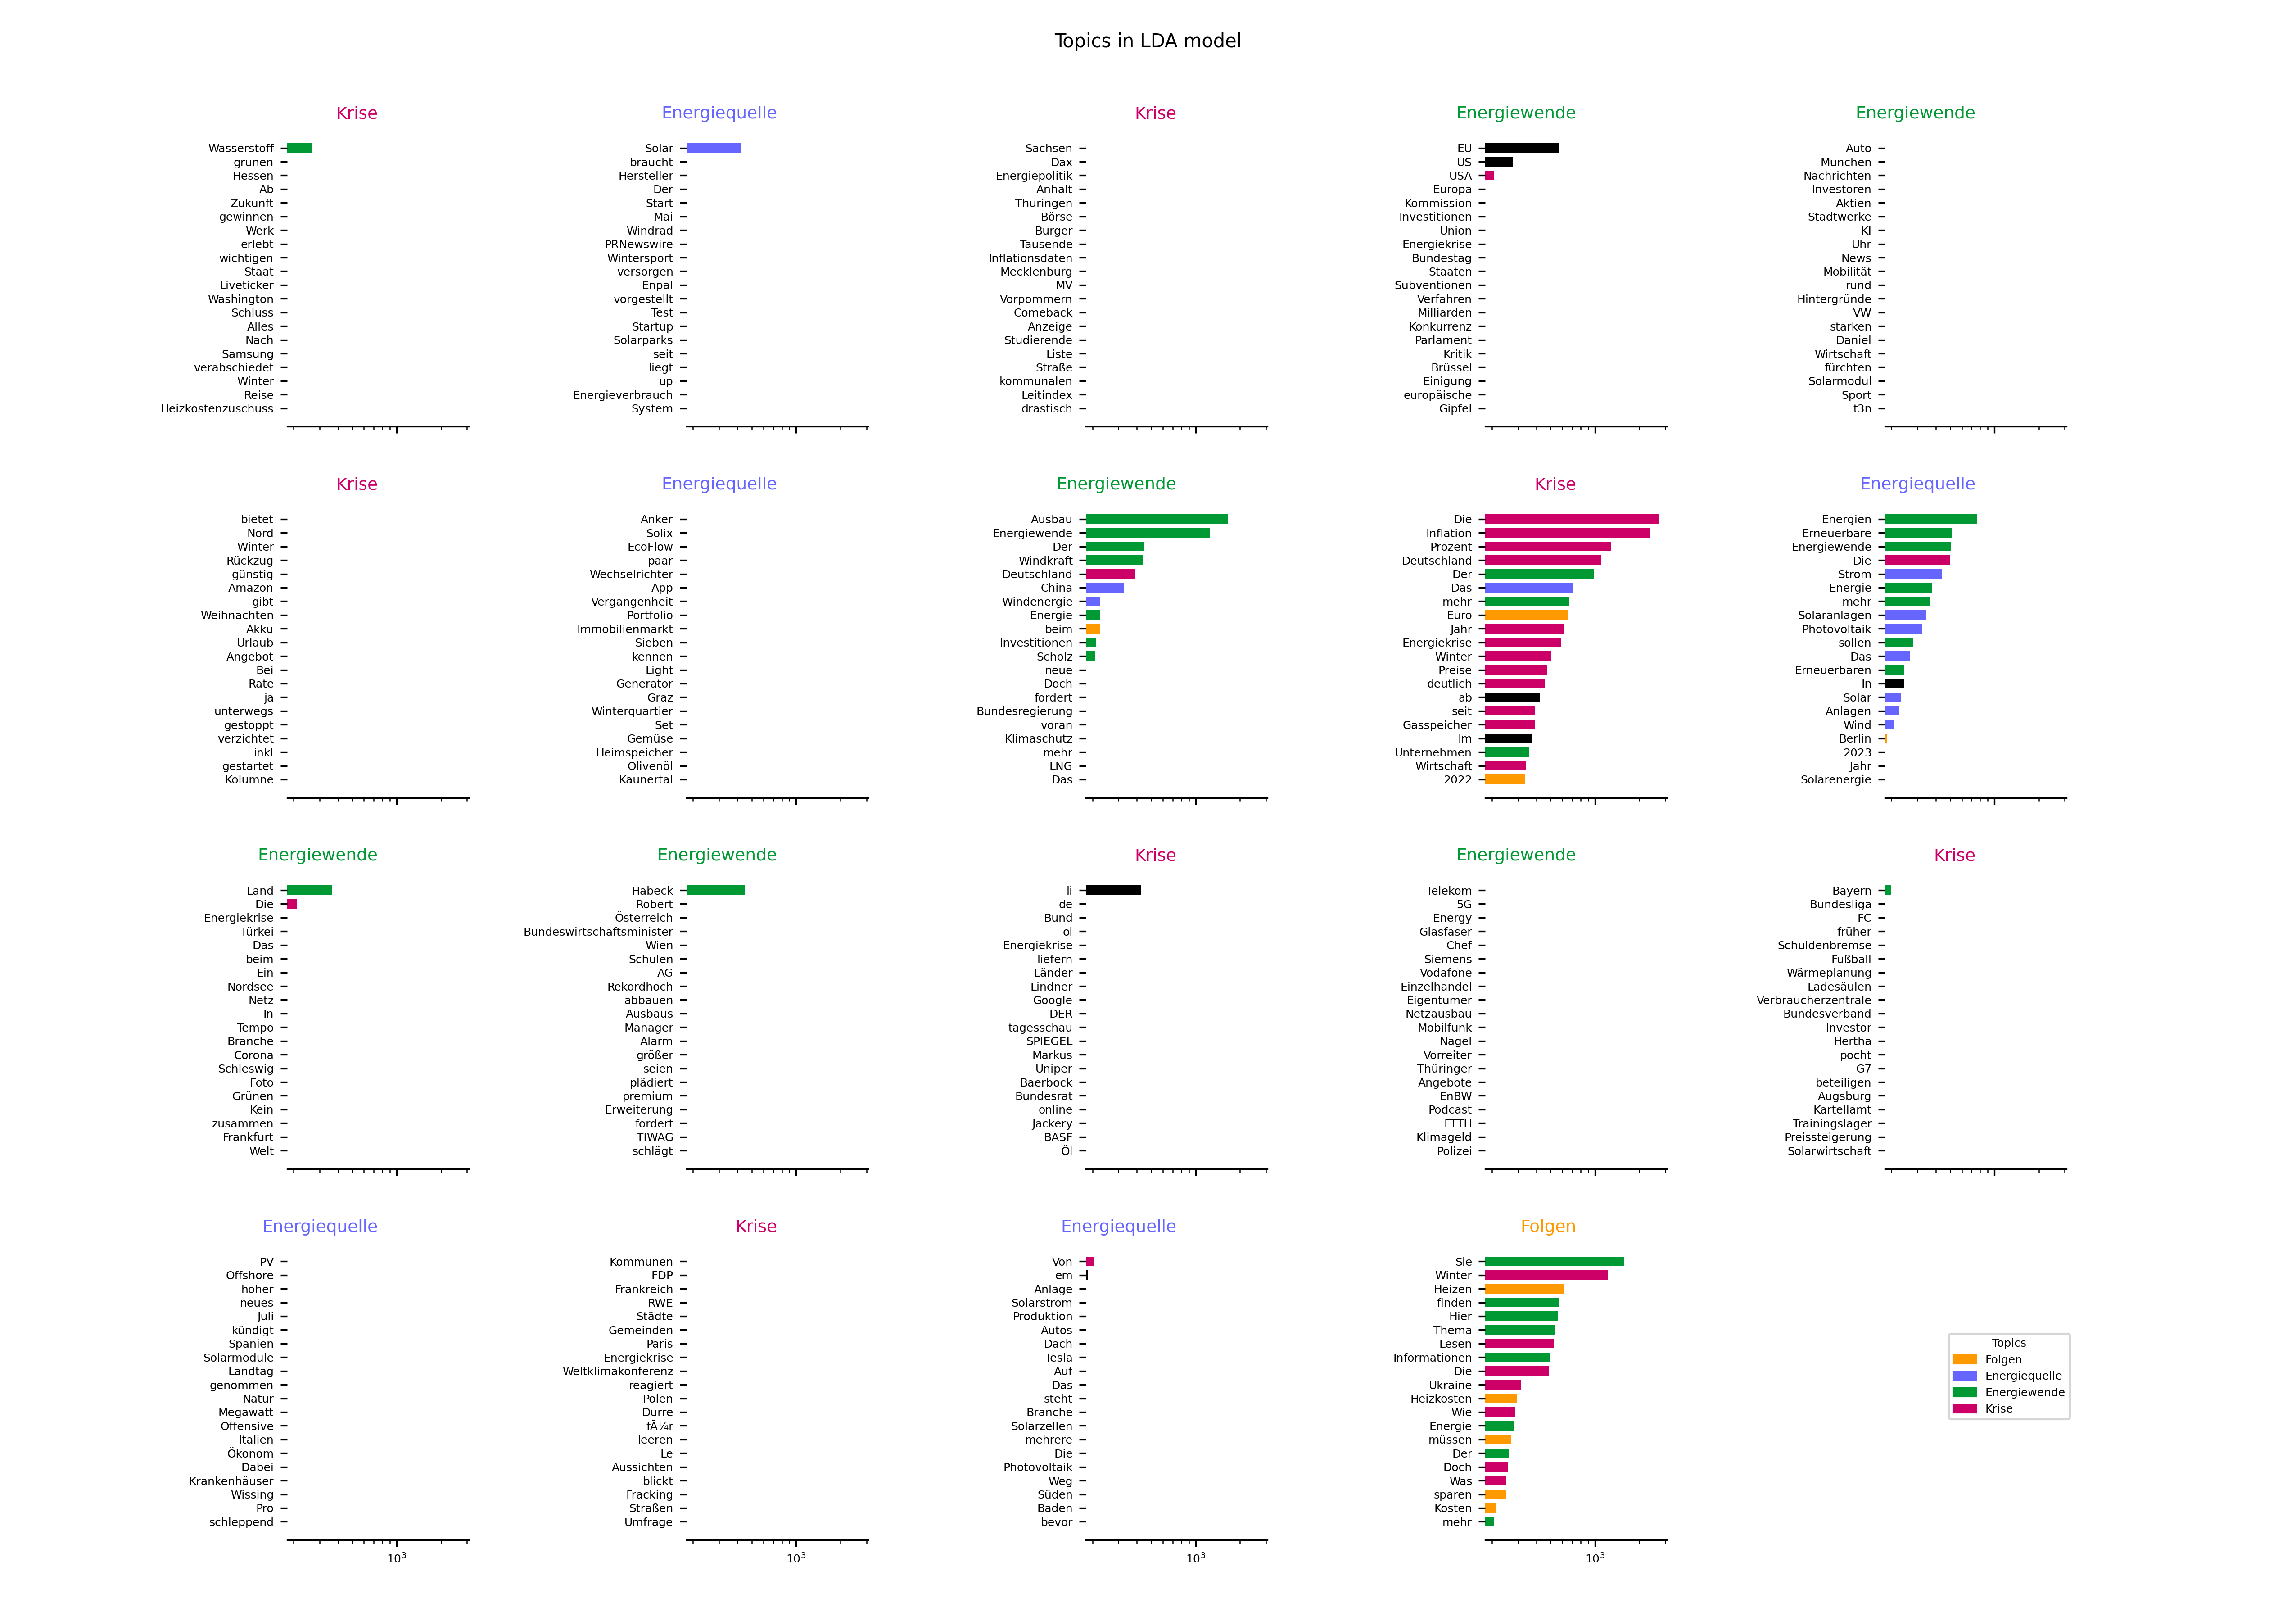 Topics in LDA model
Krise
Wasserstoff
grünen
Hessen
Ab
Zukunft
gewinnen
Werk
erlebt
wichtigen
Staat
Liveticker
Washington
Schluss
Alles
Nach
Samsung
verabschiedet
Winter
Reise
Heizkostenzuschuss
Energiequelle
Solar
braucht
Hersteller
Der
Start
Mai
Windrad
PRNewswire
Wintersport
versorgen
Enpal
vorgestellt
Test
Startup
Solarparks
seit
liegt
up
Energieverbrauch
System
Krise
Sachsen
Dax
Energiepolitik
Anhalt
Thüringen
Börse
Burger
Tausende
Inflationsdaten
Mecklenburg
MV
Vorpommern
Comeback
Anzeige
Studierende
Liste
Straße
kommunalen
Leitindex
drastisch
Energiewende
EU
US
USA
Europa
Kommission
Investitionen
Union
Energiekrise
Bundestag
Staaten
Subventionen
Verfahren
Milliarden
Konkurrenz
Parlament
Kritik
Brüssel
Einigung
europäische
Gipfel
Energiewende
Auto
München
Nachrichten
Investoren
Aktien
Stadtwerke
KI
Uhr
News
Mobilität
rund
Hintergründe
VW
starken
Daniel
Wirtschaft
fürchten
Solarmodul
Sport
t3n
Krise
bietet
Nord
Winter
Rückzug
günstig
Amazon
gibt
Weihnachten
Akku
Urlaub
Angebot
Bei
Rate
ja
unterwegs
gestoppt
verzichtet
inkl
gestartet
Kolumne
Energiequelle
Anker
Solix
EcoFlow
paar
Wechselrichter
App
Vergangenheit
Portfolio
Immobilienmarkt
Sieben
kennen
Light
Generator
Graz
Winterquartier
Set
Gemüse
Heimspeicher
Olivenöl
Kaunertal
Energiewende
Ausbau
Energiewende
Der
Windkraft
Deutschland
China
Windenergie
Energie
beim
Investitionen
Scholz
neue
Doch
fordert
Bundesregierung
voran
Klimaschutz
mehr
LNG
Das
Krise
Die
Inflation
Prozent
Deutschland
Der
Das
mehr
Euro
Jahr
Energiekrise
Winter
Preise
deutlich
ab
seit
Gasspeicher
Im
Unternehmen
Wirtschaft
2022
Energiequelle
Energien
Erneuerbare
Energiewende
Die
Strom
Energie
mehr
Solaranlagen
Photovoltaik
sollen
Das
Erneuerbaren
In
Solar
Anlagen
Wind
Berlin
2023
Jahr
Solarenergie
Energiewende
Land
Die
Energiekrise
Türkei
Das
beim
Ein
Nordsee
Netz
In
Tempo
Branche
Corona
Schleswig
Foto
Grünen
Kein
zusammen
Frankfurt
Welt
Energiewende
Habeck
Robert
Österreich
Bundeswirtschaftsminister
Wien
Schulen
AG
Rekordhoch
abbauen
Ausbaus
Manager
Alarm
größer
seien
plädiert
premium
Erweiterung
fordert
TIWAG
schlägt
Krise
li
de
Bund
ol
Energiekrise
liefern
Länder
Lindner
Google
DER
tagesschau
SPIEGEL
Markus
Uniper
Baerbock
Bundesrat
online
Jackery
BASF
Öl
Energiewende
Telekom
5G
Energy
Glasfaser
Chef
Siemens
Vodafone
Einzelhandel
Eigentümer
Netzausbau
Mobilfunk
Nagel
Vorreiter
Thüringer
Angebote
EnBW
Podcast
FTTH
Klimageld
Polizei
Krise
Bayern
Bundesliga
FC
früher
Schuldenbremse
Fußball
Wärmeplanung
Ladesäulen
Verbraucherzentrale
Bundesverband
Investor
Hertha
pocht
G7
beteiligen
Augsburg
Kartellamt
Trainingslager
Preissteigerung
Solarwirtschaft
Energiequelle
PV
Offshore
hoher
neues
Juli
kündigt
Spanien
Solarmodule
Landtag
genommen
Natur
Megawatt
Offensive
Italien
Ökonom
Dabei
Krankenhäuser
Wissing
Pro
schleppend
10³
Krise
Kommunen
FDP
Frankreich
RWE
Städte
Gemeinden
Paris
Energiekrise
Weltklimakonferenz
reagiert
Polen
Dürre
fÃ¼r
leeren
Le
Aussichten
blickt
Fracking
Straßen
Umfrage
10³
Energiequelle
Von
em
Anlage
Solarstrom
Produktion
Autos
Dach
Tesla
Auf
Das
steht
Branche
Solarzellen
mehrere
Die
Photovoltaik
Weg
Süden
Baden
bevor
10³
Folgen
Sie
Winter
Heizen
finden
Hier
Thema
Lesen
Informationen
Die
Ukraine
Heizkosten
Wie
Energie
müssen
Der
Doch
Was
sparen
Kosten
mehr
10³
Topics
Folgen
Energiequelle
Energiewende
Krise